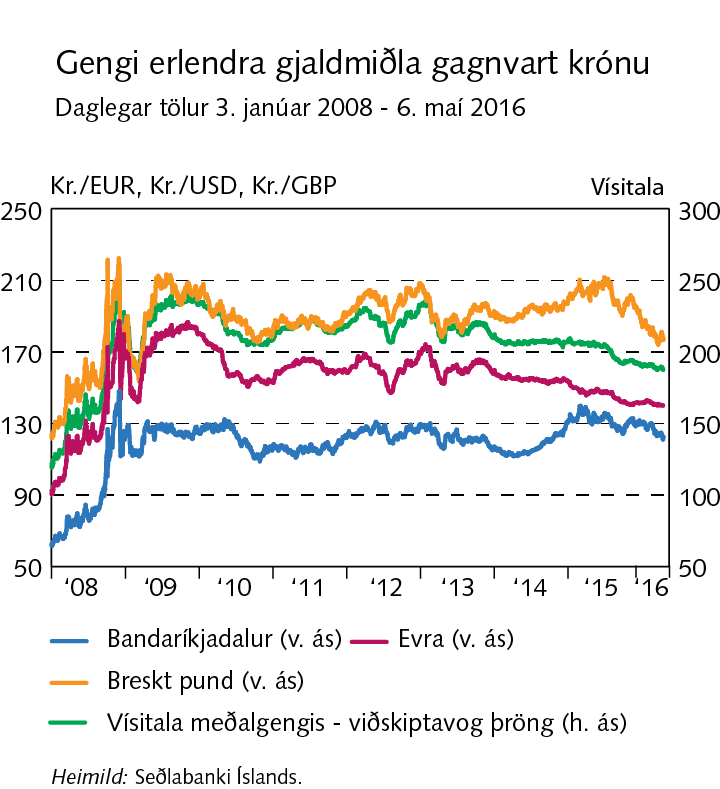 Gengi erlendra gjaldmiðla gagnvart krónu
Daglegar tölur 3. janúar 2008 - 6. maí 2016
Kr./EUR, Kr./USD, Kr./GBP Vísitala
250 300
210 250
170 200
130 150
90 100
50 50
‘08 ‘09 ‘10 ‘11 ‘12 ‘13 ‘14 ‘15 ‘16
Bandaríkjadalur (v. ás) Evra (v. ás)
Breskt pund (v. ás)
Vísitala meðalgengis - viðskiptavog þröng (h. ás)
Heimild: Seðlabanki Íslands.